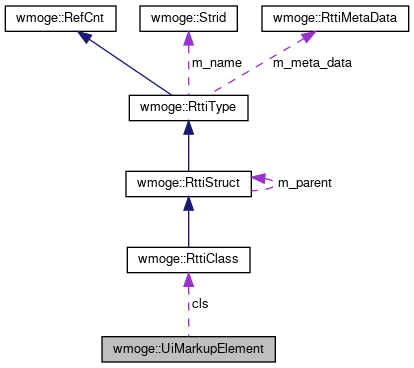 wmoge::RefCnt
wmoge::Strid
wmoge::RttiMetaData
m_name
m_meta_data
wmoge::RttiType
wmoge::RttiStruct
m_parent
wmoge::RttiClass
cls
wmoge::UiMarkupElement